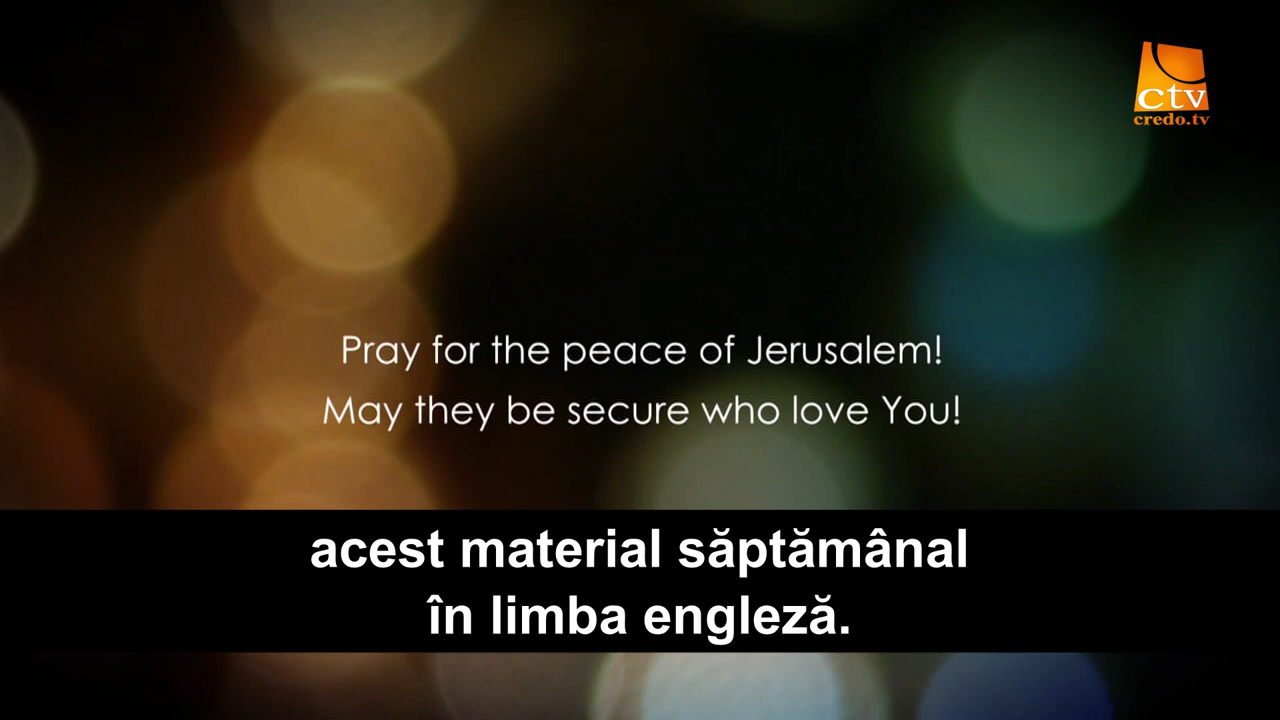 ctv
credo.tv
Pray for the peace of Jerusalem!
May they be secure who love You!
acest material săptămânal
în limba engleză.